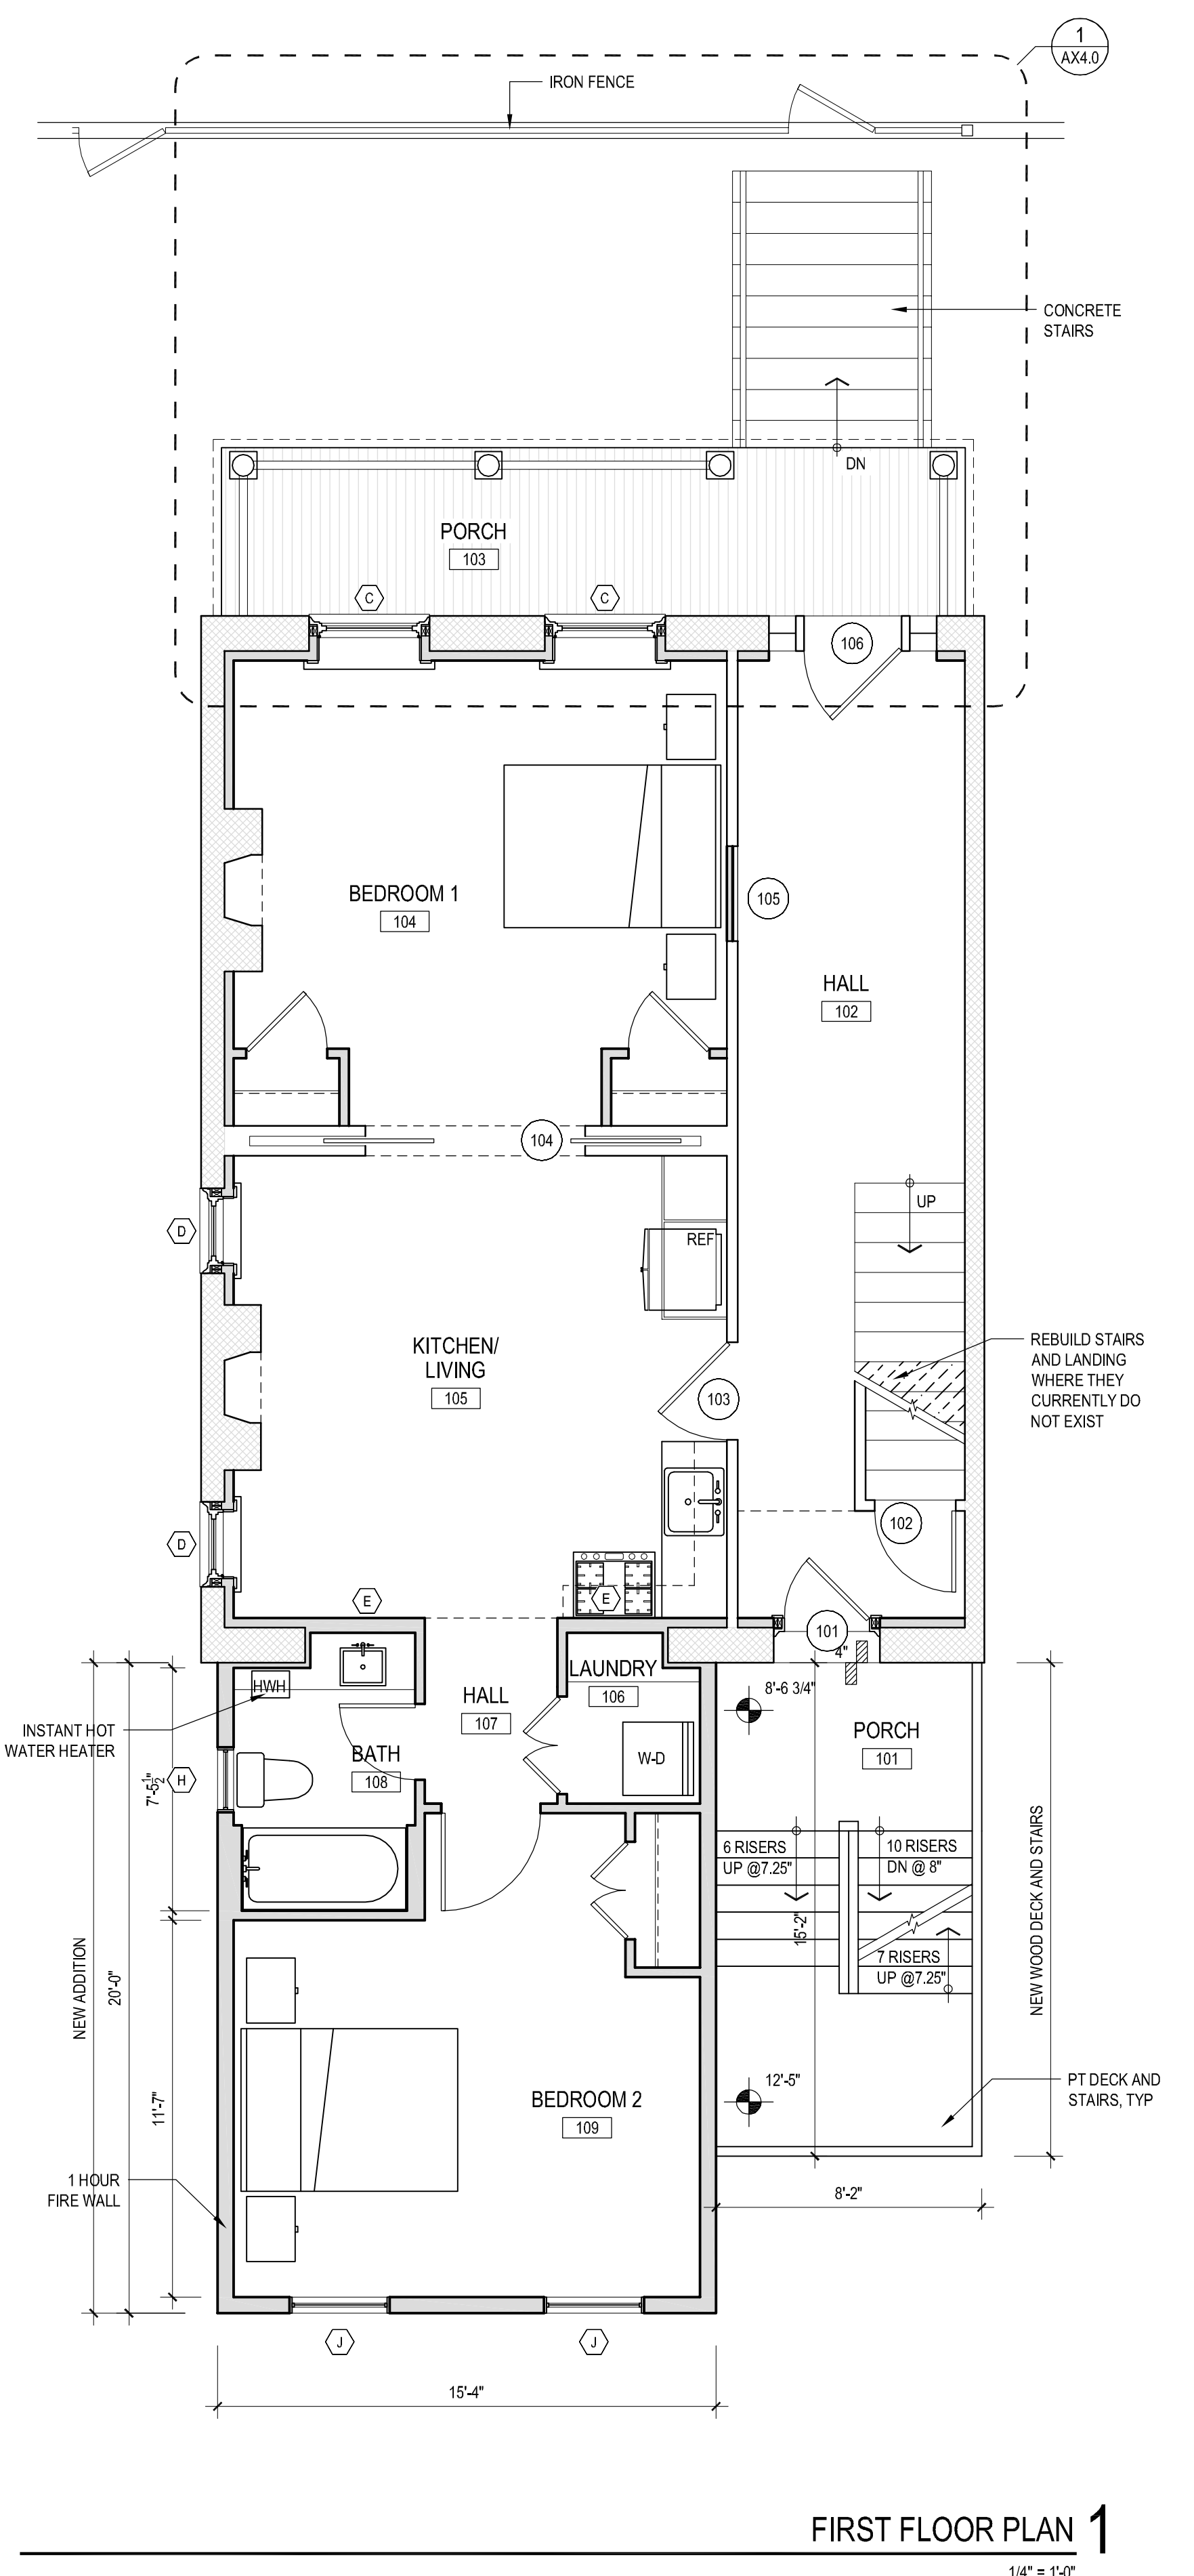 1
AX4.0
IRON FENCE
CONCRETE
STAIRS
DN
PORCH
103
C
C
106
105
BEDROOM 1
104
HALL
102
104
UP
D
REF
KITCHEN/
LIVING
105
REBUILD STAIRS
AND LANDING
WHERE THEY
CURRENTLY DO
NOT EXIST
103
102
D
E
E
101
4"
LAUNDRY
106
HWH
8'-6 3/4"
HALL
107
INSTANT HOT
WATER HEATER
PORCH
101
BATH
108
W-D
H
7'-5½"
6 RISERS
UP @7.25"
10 RISERS
DN @ 8"
15'-2"
7 RISERS
UP @7.25"
NEW WOOD DECK AND STAIRS
NEW ADDITION
20'-0"
11'-7"
12'-5"
PT DECK AND
STAIRS, TYP
BEDROOM 2
109
1 HOUR
FIRE WALL
8'-2"
J
J
15'-4"
FIRST FLOOR PLAN 1
1/4" = 1'-0"